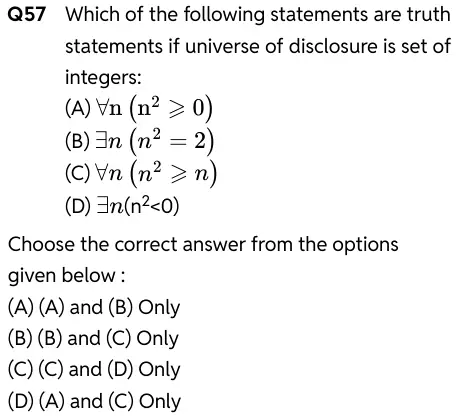 Q57 Which of the following statements are truth
statements if universe of disclosure is set of
integers:
(A) ∀n (n² ⩾ 0)
(B) ∃n (n² = 2)
(C) ∀n (n² ⩾ n)
(D) ∃n(n²<0)
Choose the correct answer from the options
given below :
(A) (A) and (B) Only
(B) (B) and (C) Only
(C) (C) and (D) Only
(D) (A) and (C) Only